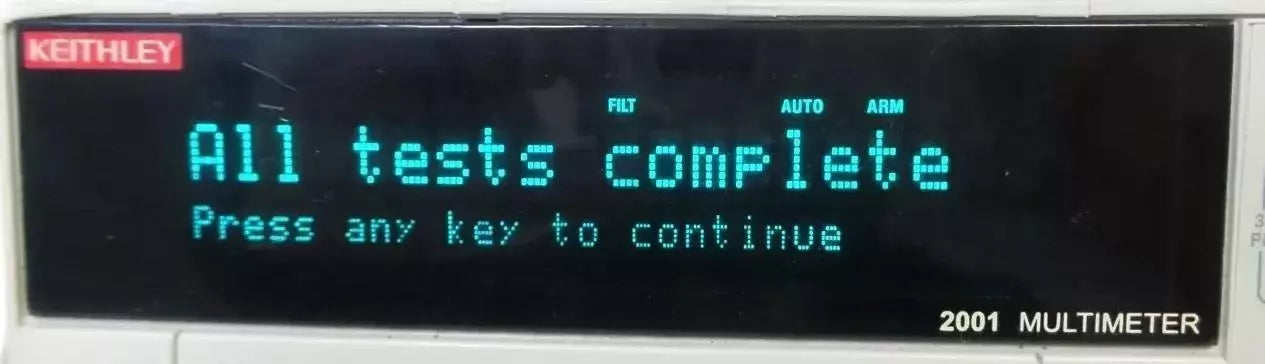 KEITHLEY
FILT AUTO ARM
All tests complete
Press any key to continue
2001 MULTIMETER